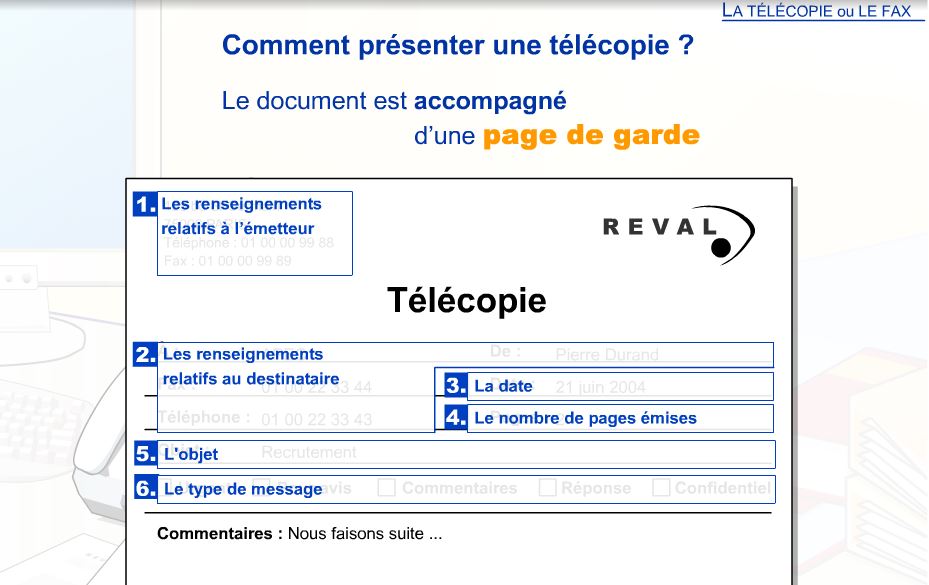 LA TÉLÉCOPIE OU LE FAX
Comment présenter une télécopie ?
Le document est accompagné
d'une page de garde
1. Les renseignements
relatifs à l'émetteur
Téléphone : 01 00 00 99 88
Fax : 01 00 00 99 89
REVAL
Télécopie
2. Les renseignements
relatifs au destinataire
De : Pierre Durand
01 00 22 33 44
3. La date
21 juin 2004
Téléphone : 01 00 22 33 43
4. Le nombre de pages émises
5. L'objet
Recrutement
6. Le type de message
Commentaires
Réponse
Confidentiel
Commentaires : Nous faisons suite ...